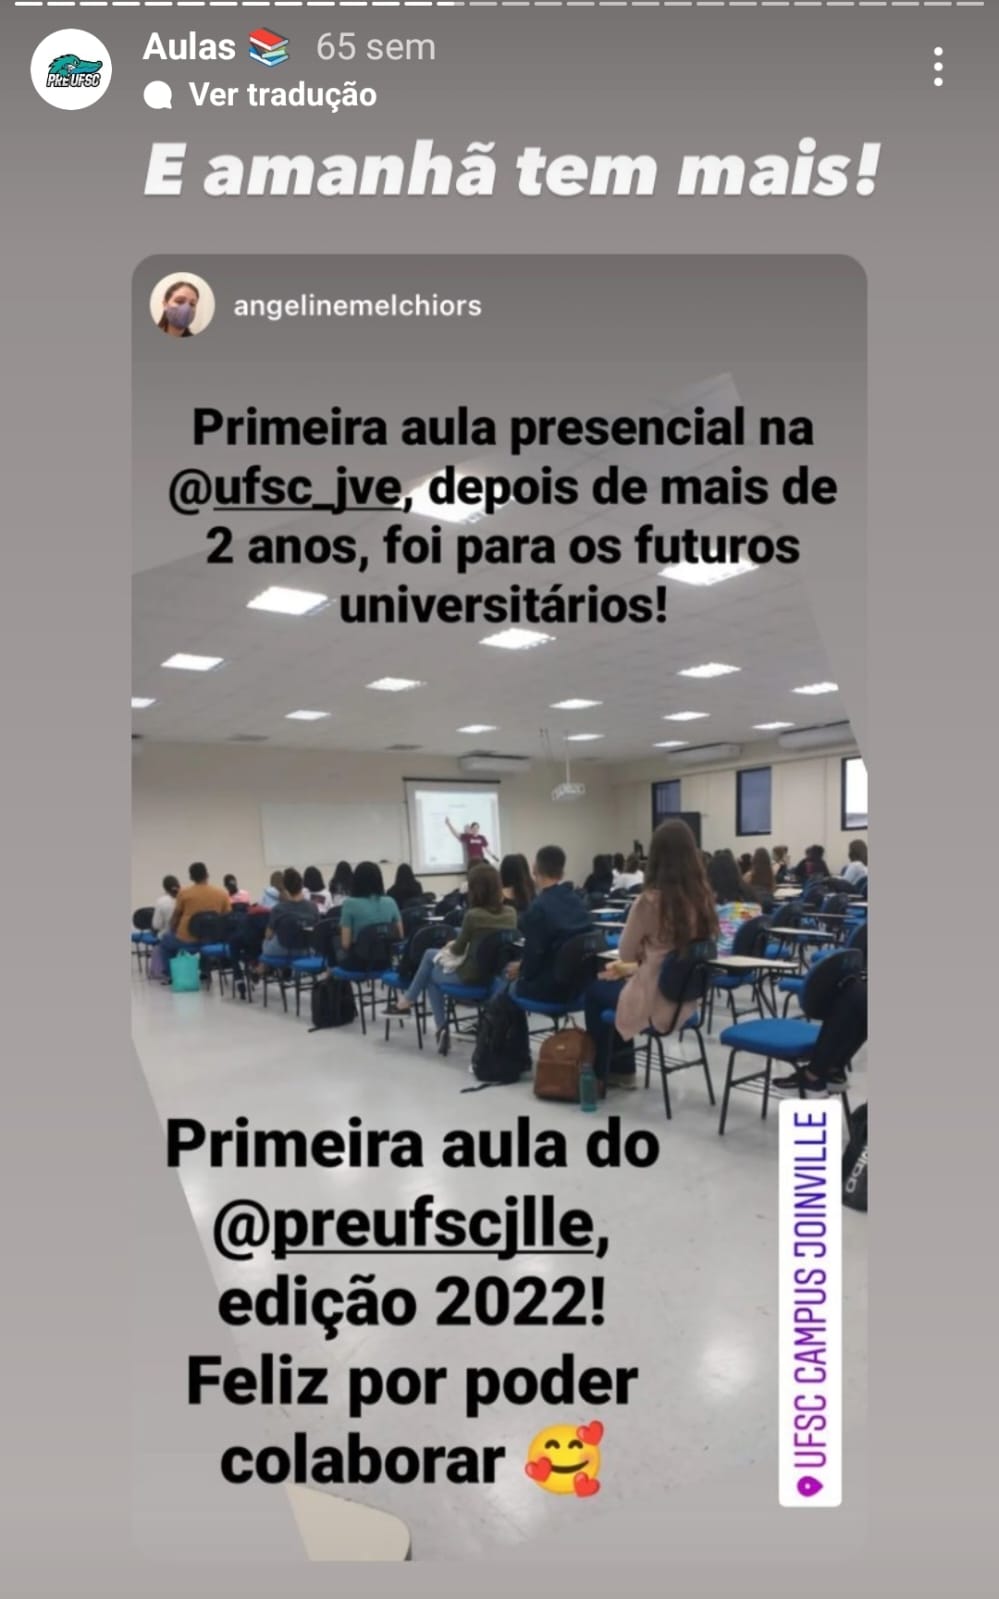 Aulas 📚 65 sem
PRÉ UFSC
Ver tradução
E amanhã tem mais!
angelinemelchiors
Primeira aula presencial na
@ufsc_jve, depois de mais de
2 anos, foi para os futuros
universitários!
Primeira aula do
@preufscjlle,
edição 2022!
Feliz por poder
colaborar 🥰
UFSC CAMPUS JOINVILLE